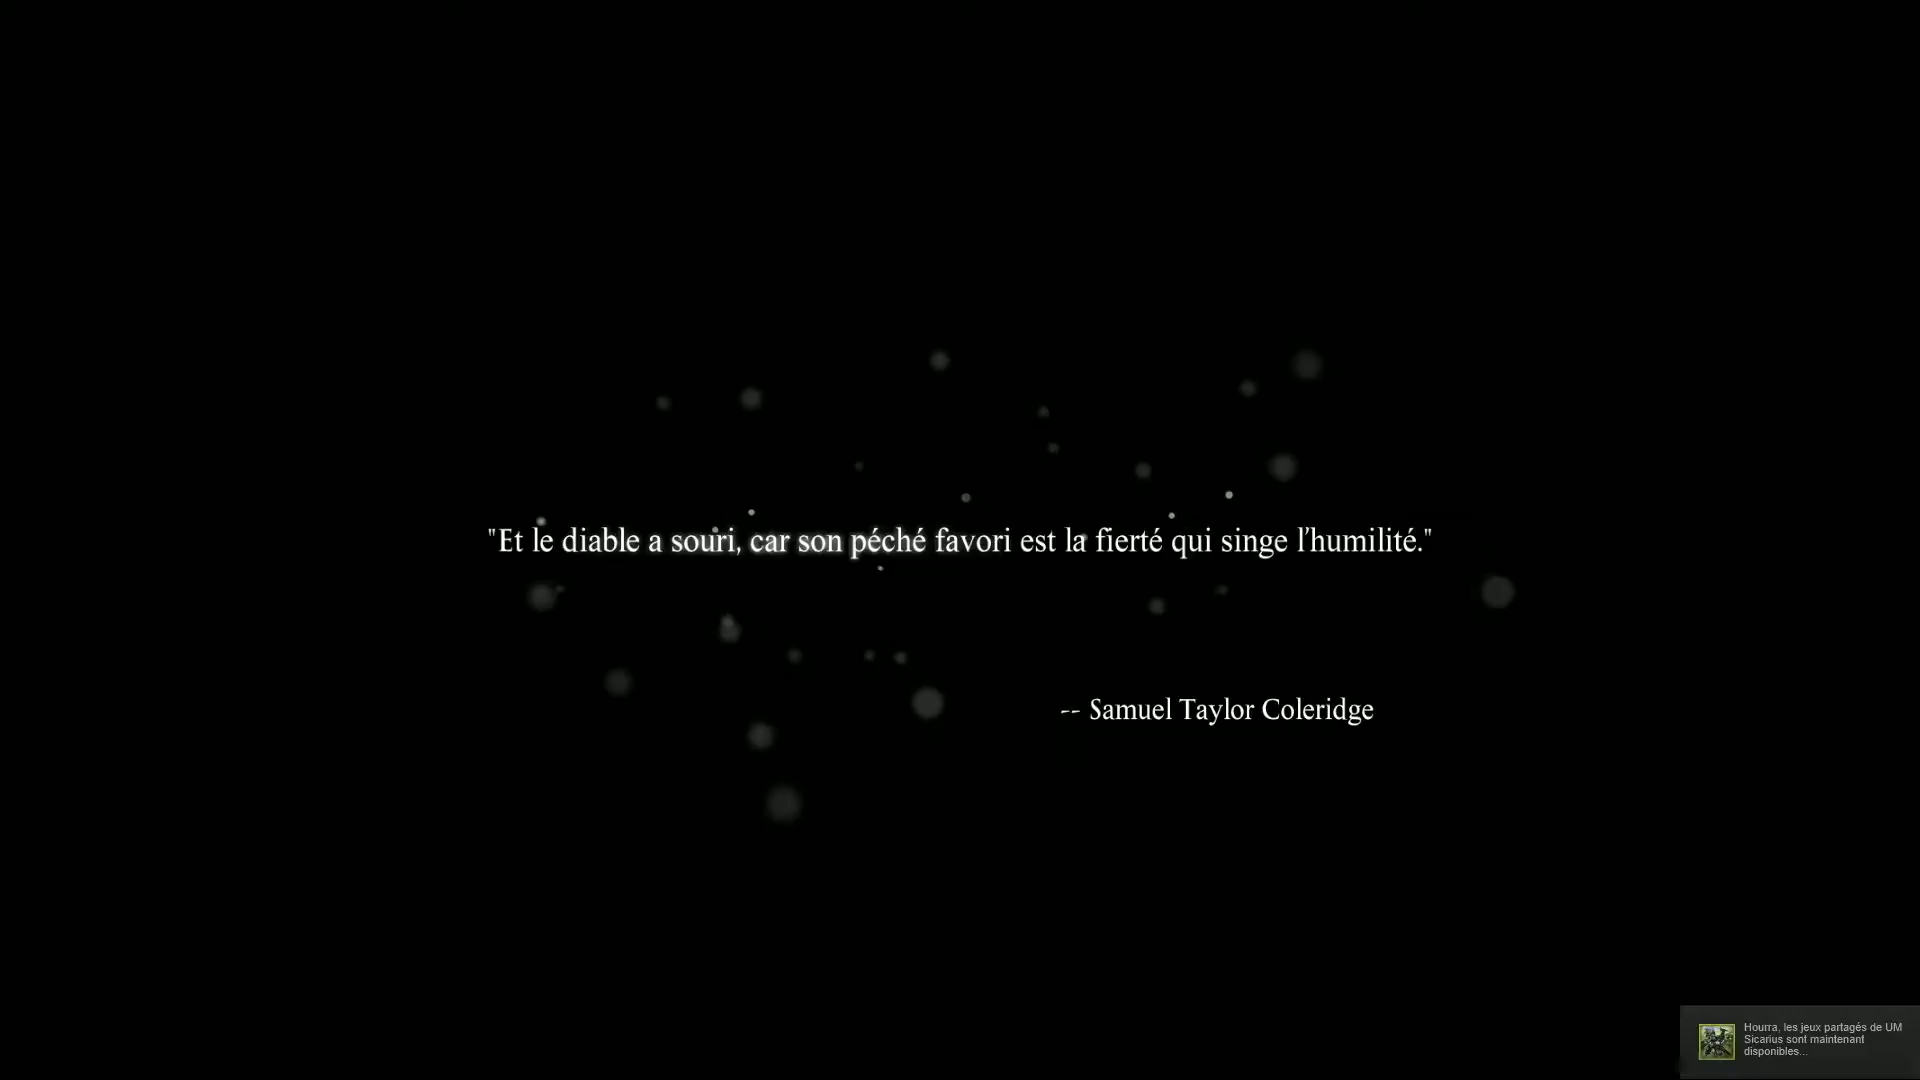 "Et le diable a souri, car son péché favori est la fierté qui singe l'humilité."
-- Samuel Taylor Coleridge
Hourra, les jeux partagés de UM
Sicarius sont maintenant
disponibles...